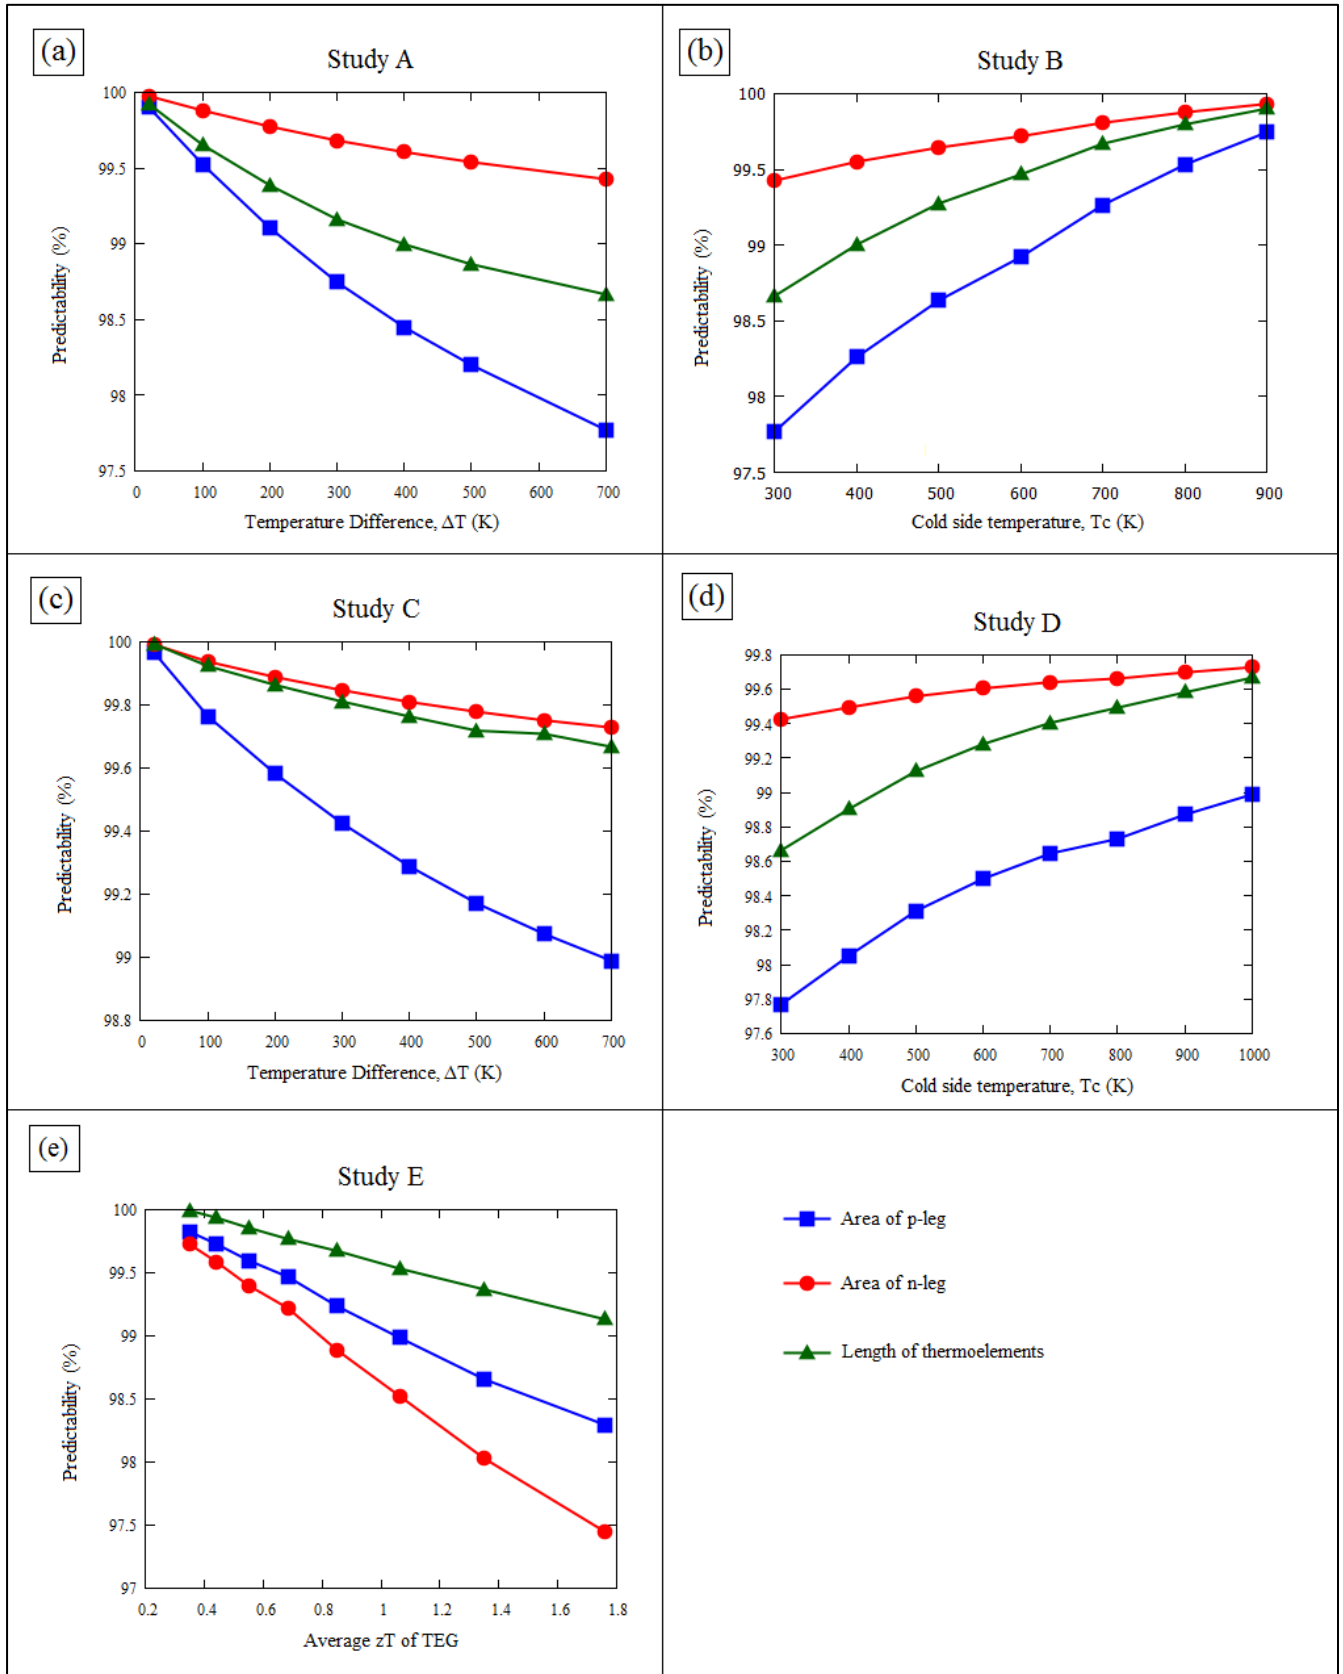 (a)
Study A
100
99.5
99
98.5
98
97.5
0 100 200 300 400 500 600 700
Predictability (%)
Temperature Difference, ΔT (K)
(b)
Study B
100
99.5
99
98.5
98
97.5
300 400 500 600 700 800 900
Predictability (%)
Cold side temperature, Tc (K)
(c)
Study C
100
99.8
99.6
99.4
99.2
99
98.8
0 100 200 300 400 500 600 700
Predictability (%)
Temperature Difference, ΔT (K)
(d)
Study D
99.8
99.6
99.4
99.2
99
98.8
98.6
98.4
98.2
98
97.8
97.6
300 400 500 600 700 800 900 1000
Predictability (%)
Cold side temperature, Tc (K)
(e)
Study E
100
99.5
99
98.5
98
97.5
97
0.2 0.4 0.6 0.8 1 1.2 1.4 1.6 1.8
Predictability (%)
Average zT of TEG
Area of p-leg
Area of n-leg
Length of thermoelements